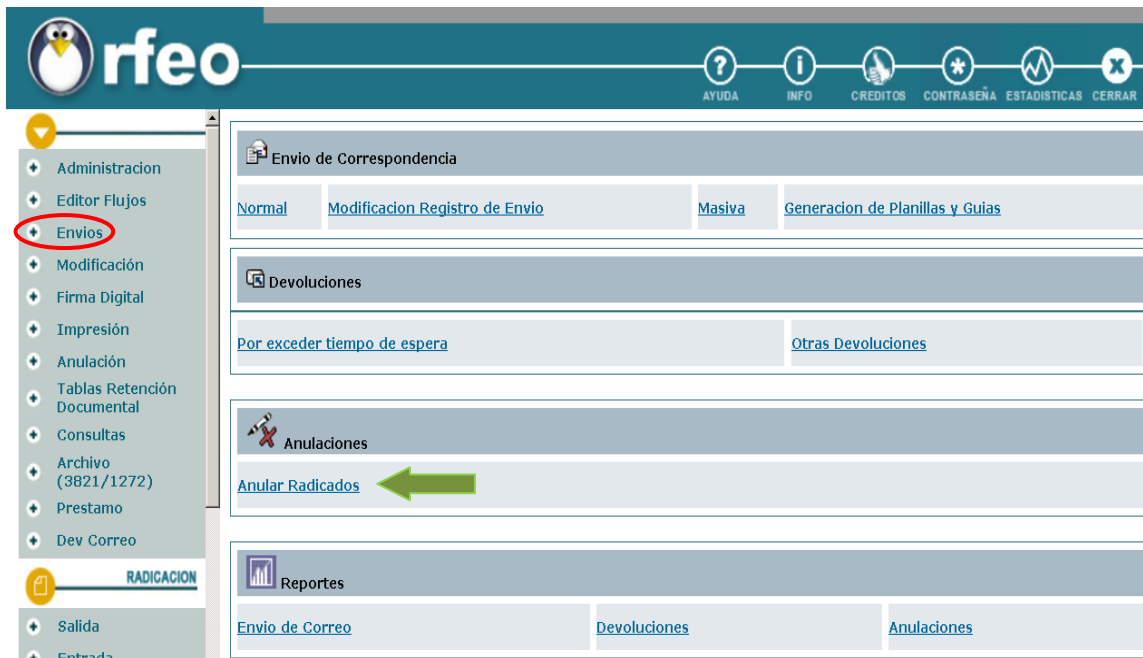 Orfeo
AYUDA INFO CREDITOS CONTRASEÑA ESTADISTICAS CERRAR
Administracion
Editor Flujos
Envios
Modificación
Firma Digital
Impresión
Anulación
Tablas Retención
Documental
Consultas
Archivo
(3821/1272)
Prestamo
Dev Correo
RADICACION
Salida
Entrada
Envio de Correspondencia
Normal Modificacion Registro de Envio Masiva Generacion de Planillas y Guias
Devoluciones
Por exceder tiempo de espera Otras Devoluciones
Anulaciones
Anular Radicados
Reportes
Envio de Correo Devoluciones Anulaciones